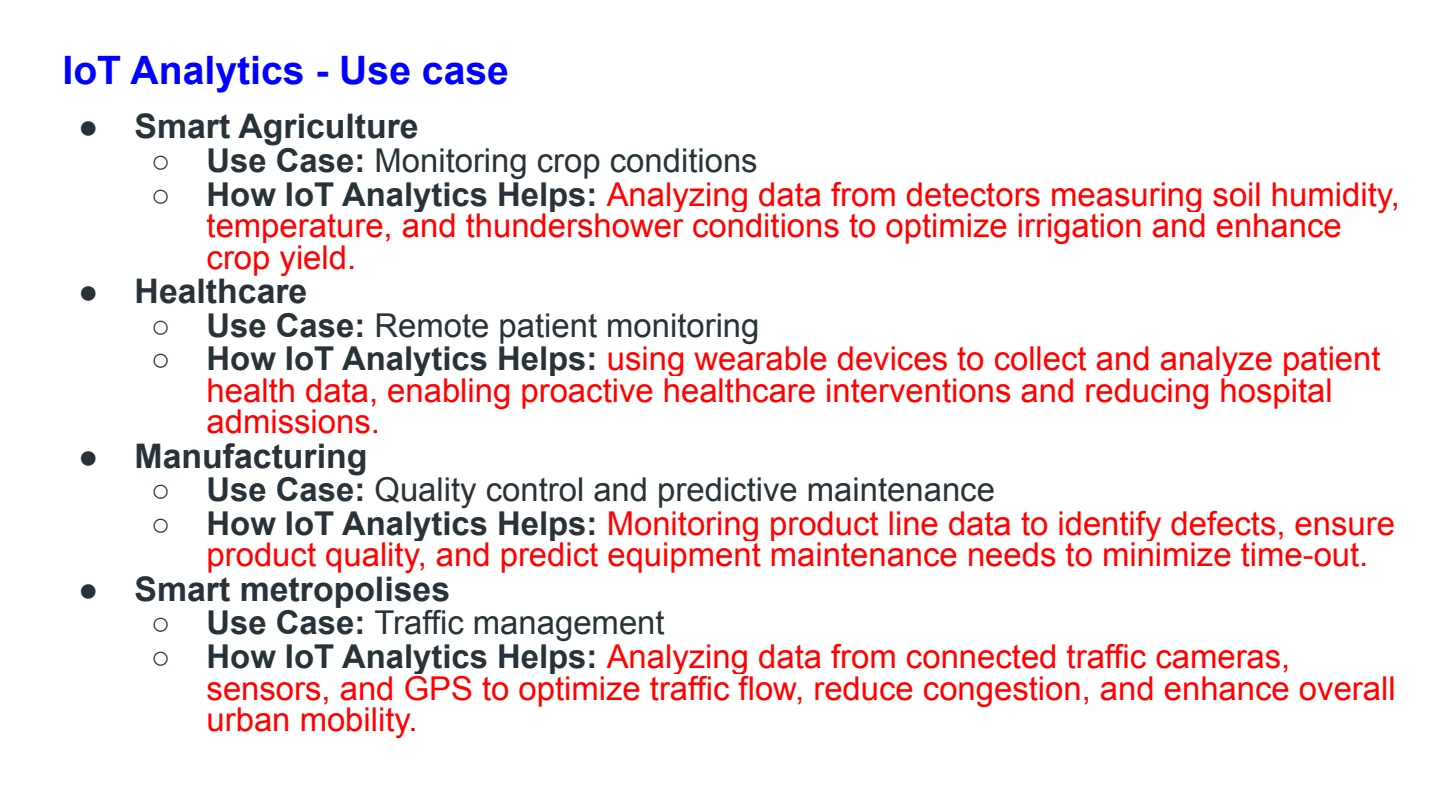 IoT Analytics - Use case
● Smart Agriculture
○ Use Case: Monitoring crop conditions
○ How IoT Analytics Helps: Analyzing data from detectors measuring soil humidity,
temperature, and thundershower conditions to optimize irrigation and enhance
crop yield.
● Healthcare
○ Use Case: Remote patient monitoring
○ How IoT Analytics Helps: using wearable devices to collect and analyze patient
health data, enabling proactive healthcare interventions and reducing hospital
admissions.
● Manufacturing
○ Use Case: Quality control and predictive maintenance
○ How IoT Analytics Helps: Monitoring product line data to identify defects, ensure
product quality, and predict equipment maintenance needs to minimize time-out.
● Smart metropolises
○ Use Case: Traffic management
○ How IoT Analytics Helps: Analyzing data from connected traffic cameras,
sensors, and GPS to optimize traffic flow, reduce congestion, and enhance overall
urban mobility.